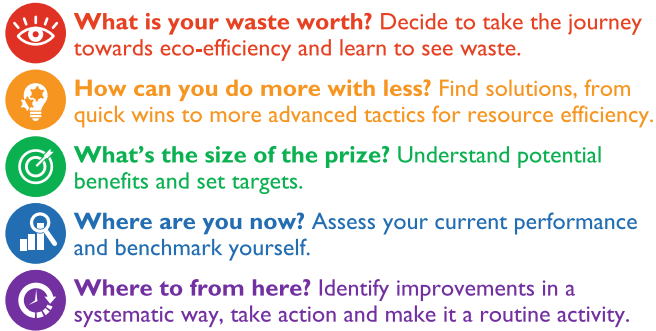 What is your waste worth? Decide to take the journey
towards eco-efficiency and learn to see waste.
How can you do more with less? Find solutions, from
quick wins to more advanced tactics for resource efficiency.
What's the size of the prize? Understand potential
benefits and set targets.
Where are you now? Assess your current performance
and benchmark yourself.
Where to from here? Identify improvements in a
systematic way, take action and make it a routine activity.